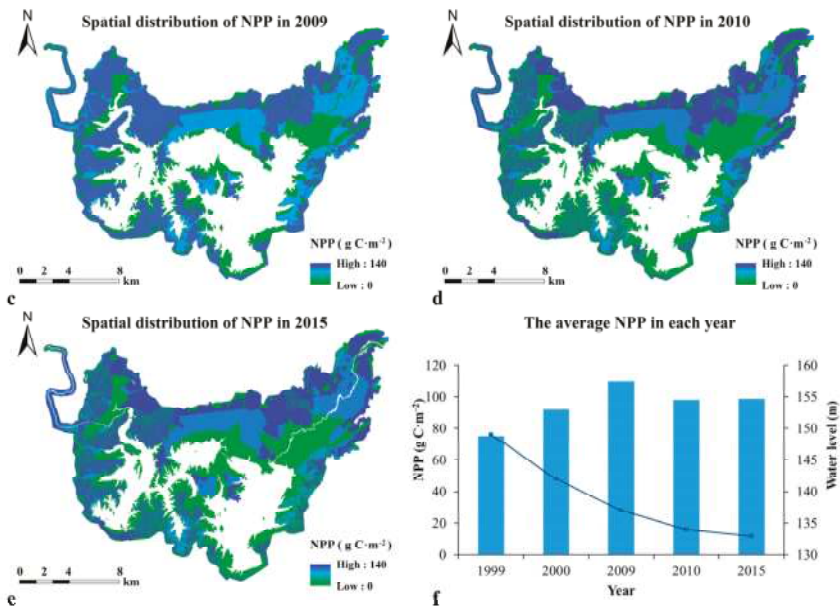 N
Spatial distribution of NPP in 2009
NPP ( g C·m⁻²)
High : 140
Low : 0
0 2 4 8
km
c
N
Spatial distribution of NPP in 2010
NPP ( g C·m⁻²)
High : 140
Low : 0
0 2 4 8
km
d
N
Spatial distribution of NPP in 2015
NPP ( g C·m⁻²)
High : 140
Low : 0
0 2 4 8
km
e
The average NPP in each year
NPP (g C·m⁻²)
120
100
80
60
40
20
0
160
155
150
145
140
135
130
Water level (m)
1999 2000 2009 2010 2015
Year
f